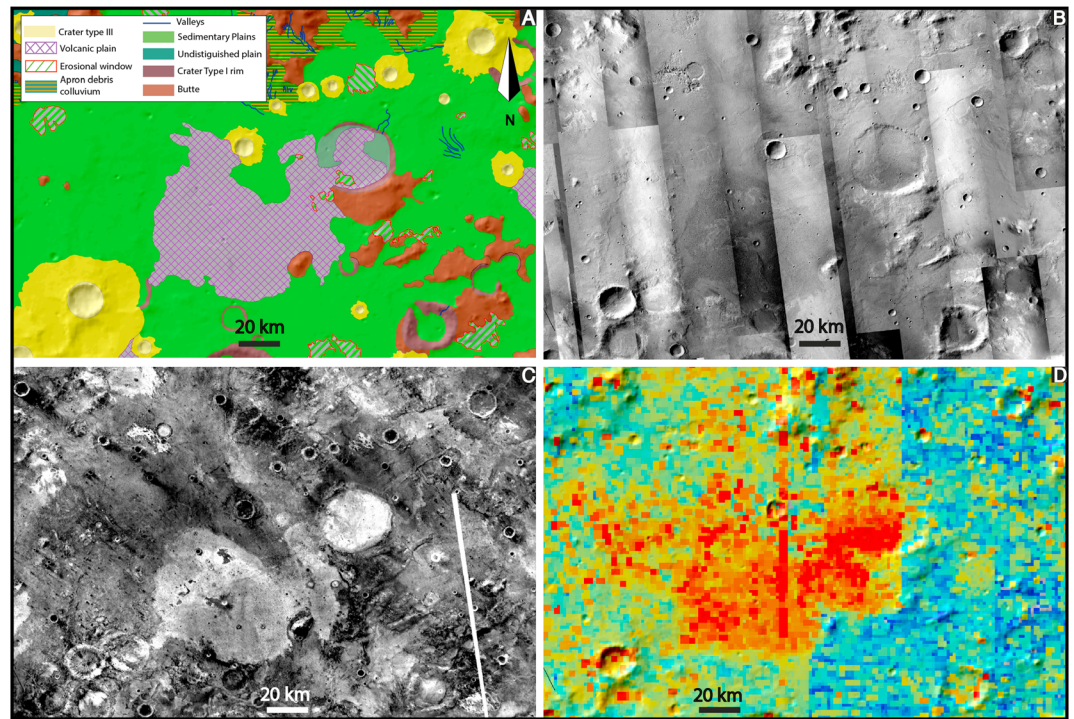 Crater type III
Volcanic plain
Erosional window
Apron debris
colluvium
Valleys
Sedimentary Plains
Undistiguished plain
Crater Type I rim
Butte
A
N
20 km
B
20 km
C
20 km
D
20 km